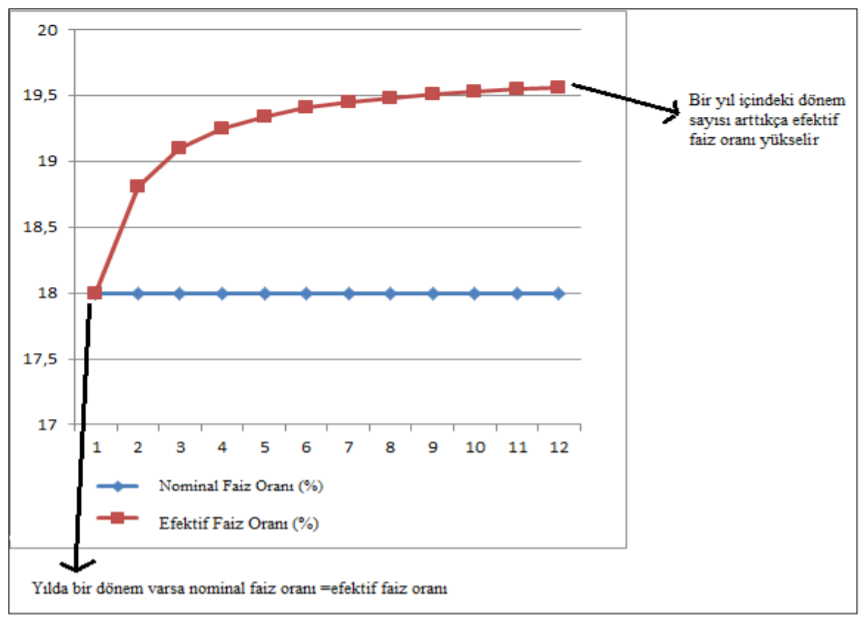 20
19,5
19
18,5
18
17,5
17
1 2 3 4 5 6 7 8 9 10 11 12
Nominal Faiz Oranı (%)
Efektif Faiz Oranı (%)
Bir yıl içindeki dönem
sayısı arttıkça efektif
faiz oranı yükselir
Yılda bir dönem varsa nominal faiz oranı =efektif faiz oranı